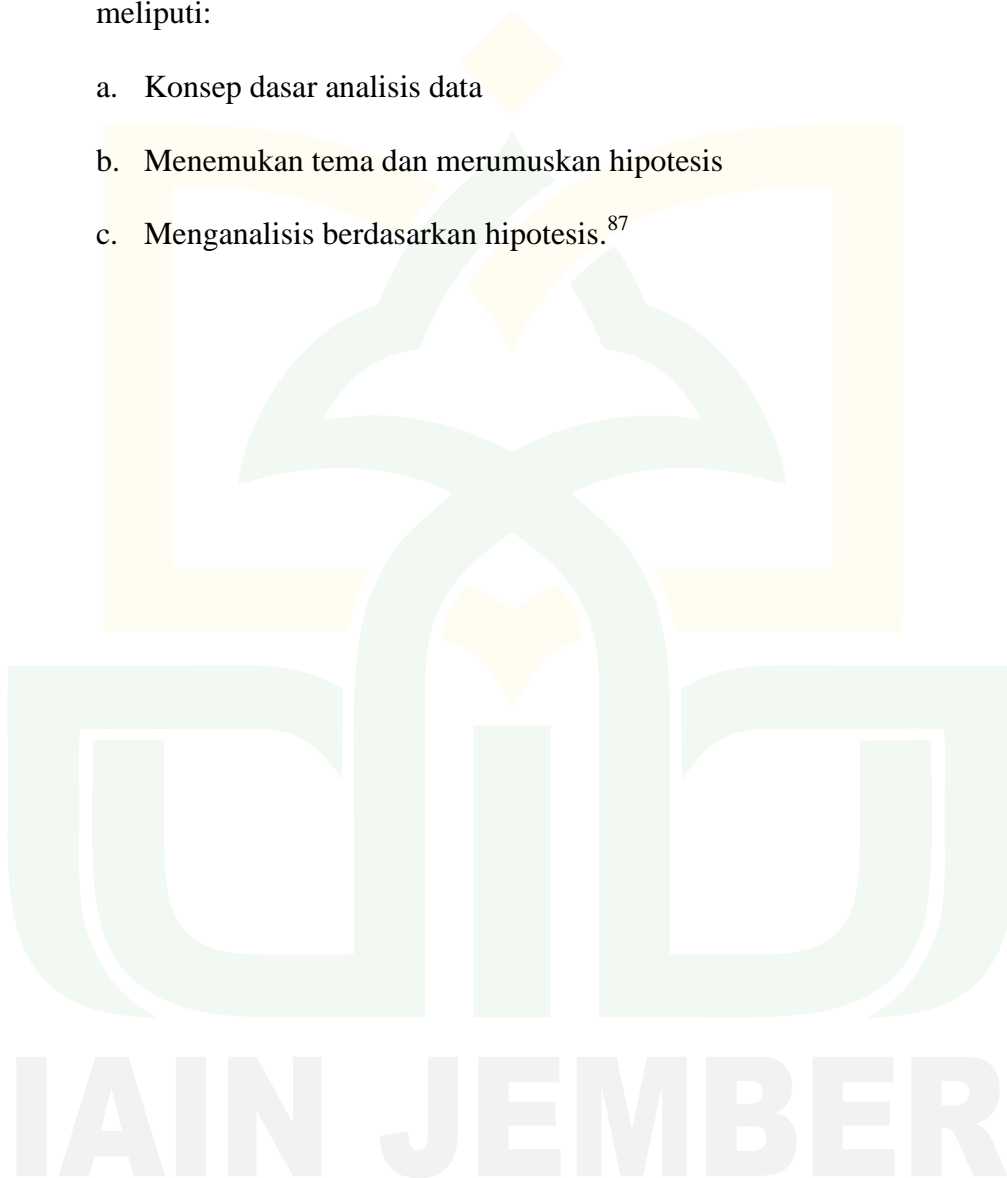 meliputi:
a. Konsep dasar analisis data
b. Menemukan tema dan merumuskan hipotesis
c. Menganalisis berdasarkan hipotesis.87
IAIN JEMBER